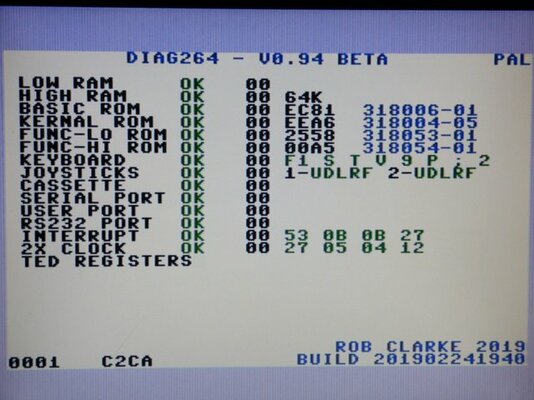 DIAG264 - V0.94 BETA PAL
LOW RAM OK 00
HIGH RAM OK 00 64K
BASIC ROM OK 00 EC81 318006-01
KERNAL ROM OK 00 EEA6 318004-05
FUNC-LO ROM OK 00 2558 318053-01
FUNC-HI ROM OK 00 00A5 318054-01
KEYBOARD OK 00 F1 S T V 9 P ; 2
JOYSTICKS OK 00 1-UDLRF 2-UDLRF
CASSETTE OK 00
SERIAL PORT OK 00
USER PORT OK 00
RS232 PORT OK 00
INTERRUPT OK 00 53 0B 0B 27
2X CLOCK OK 00 27 05 04 12
TED REGISTERS
ROB CLARKE 2019
0001 C2CA BUILD 201902241940